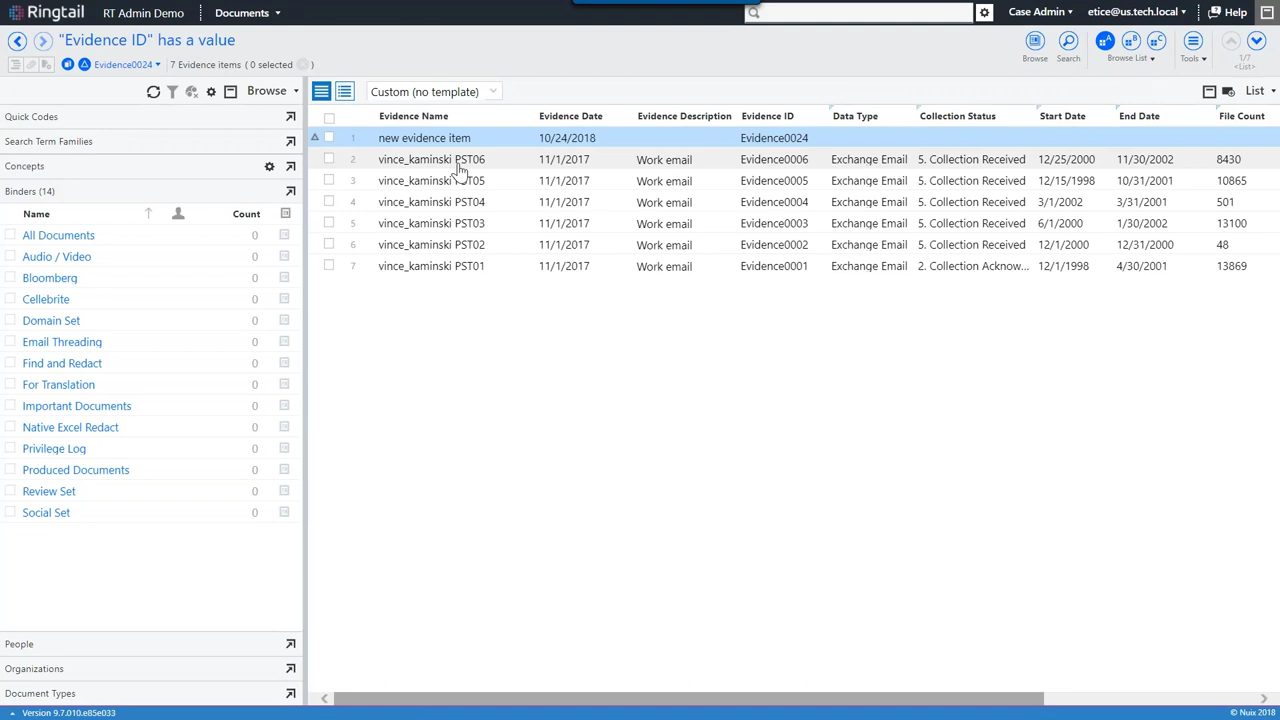 Ringtail RT Admin Demo Documents Case Admin etice@us.tech.local Help
"Evidence ID" has a value
Browse Search Browse List Tools 1/7 <List>
Evidence0024 7 Evidence items ( 0 selected )
Browse Custom (no template) List
Quick Codes
Search Term Families
Concepts
Binders (14)
Name Count
All Documents 0
Audio / Video 0
Bloomberg 0
Cellebrite 0
Domain Set 0
Email Threading 0
Find and Redact 0
For Translation 0
Important Documents 0
Native Excel Redact 0
Privilege Log 0
Produced Documents 0
Review Set 0
Social Set 0
People
Organizations
Document Types
Evidence Name Evidence Date Evidence Description Evidence ID Data Type Collection Status Start Date End Date File Count
1 new evidence item 10/24/2018 Evidence0024
2 vince_kaminski PST06 11/1/2017 Work email Evidence0006 Exchange Email 5. Collection Received 12/25/2000 11/30/2002 8430
3 vince_kaminski PST05 11/1/2017 Work email Evidence0005 Exchange Email 5. Collection Received 12/15/1998 10/31/2001 10865
4 vince_kaminski PST04 11/1/2017 Work email Evidence0004 Exchange Email 5. Collection Received 3/1/2002 3/31/2001 501
5 vince_kaminski PST03 11/1/2017 Work email Evidence0003 Exchange Email 5. Collection Received 6/1/2000 1/30/2002 13100
6 vince_kaminski PST02 11/1/2017 Work email Evidence0002 Exchange Email 5. Collection Received 12/1/2000 12/31/2000 48
7 vince_kaminski PST01 11/1/2017 Work email Evidence0001 Exchange Email 2. Collection Acknow... 12/1/1998 4/30/2001 13869
Version 9.7.010.e85e033 © Nuix 2018